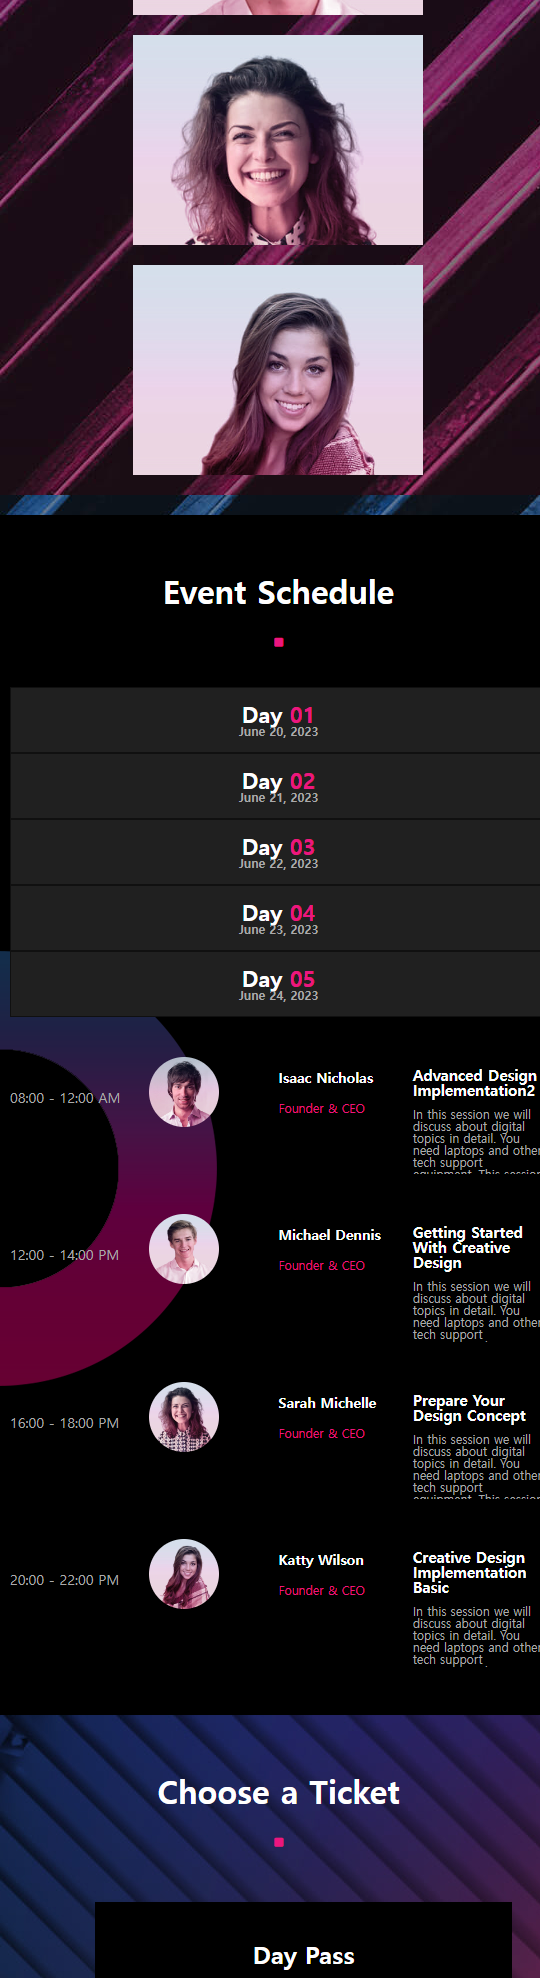 Event Schedule
Day 01
June 20, 2023
Day 02
June 21, 2023
Day 03
June 22, 2023
Day 04
June 23, 2023
Day 05
June 24, 2023
08:00 - 12:00 AM
Isaac Nicholas
Founder & CEO
Advanced Design
Implementation2
In this session we will
discuss about digital
topics in detail. You
need laptops and other
tech support
equipment. This session
12:00 - 14:00 PM
Michael Dennis
Founder & CEO
Getting Started
With Creative
Design
In this session we will
discuss about digital
topics in detail. You
need laptops and other
tech support
16:00 - 18:00 PM
Sarah Michelle
Founder & CEO
Prepare Your
Design Concept
In this session we will
discuss about digital
topics in detail. You
need laptops and other
tech support
equipment. This session
20:00 - 22:00 PM
Katty Wilson
Founder & CEO
Creative Design
Implementation
Basic
In this session we will
discuss about digital
topics in detail. You
need laptops and other
tech support
Choose a Ticket
Day Pass